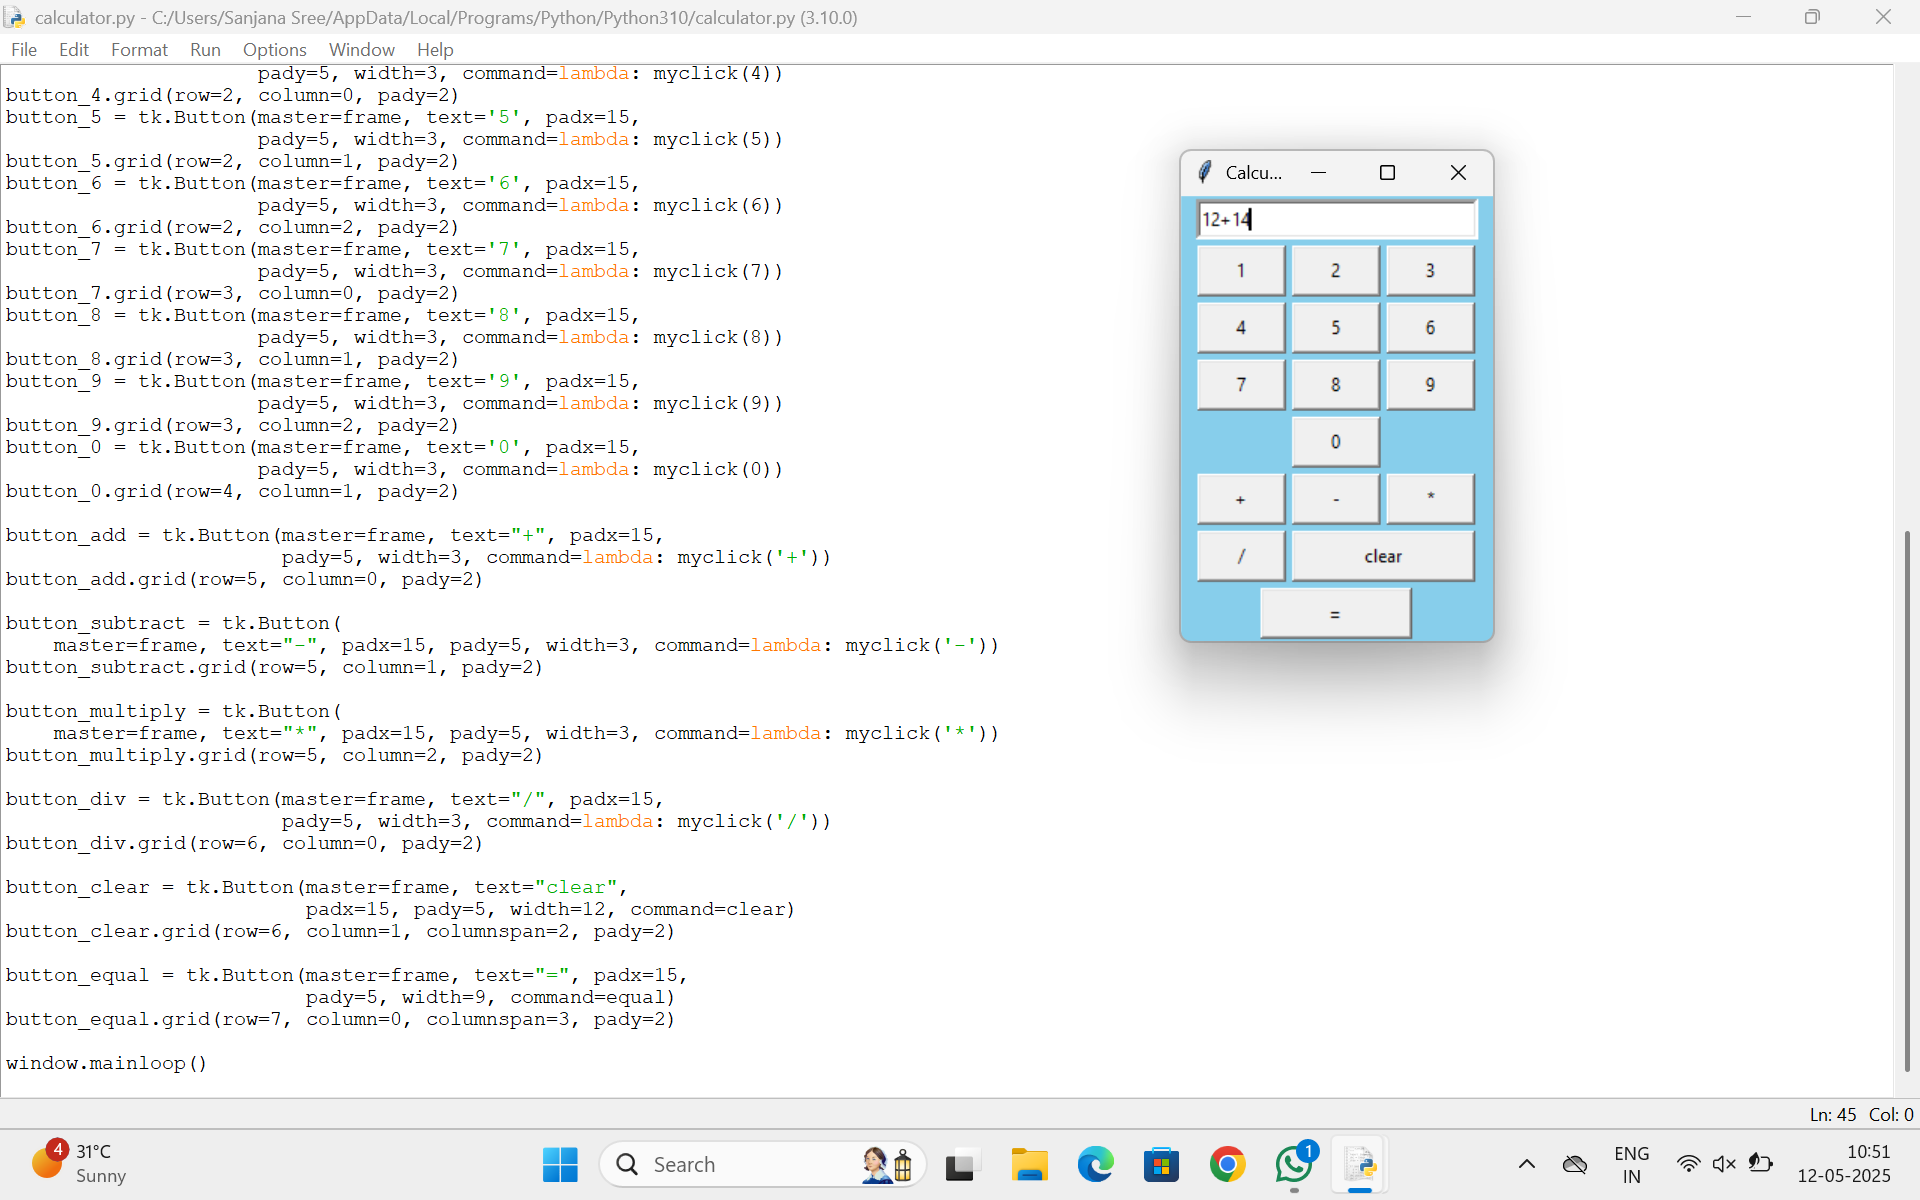 calculator.py - C:/Users/Sanjana Sree/AppData/Local/Programs/Python/Python310/calculator.py (3.10.0)
File Edit Format Run Options Window Help
pady=5, width=3, command=lambda: myclick(4))
button_4.grid(row=2, column=0, pady=2)
button_5 = tk.Button(master=frame, text='5', padx=15,
pady=5, width=3, command=lambda: myclick(5))
button_5.grid(row=2, column=1, pady=2)
button_6 = tk.Button(master=frame, text='6', padx=15,
pady=5, width=3, command=lambda: myclick(6))
button_6.grid(row=2, column=2, pady=2)
button_7 = tk.Button(master=frame, text='7', padx=15,
pady=5, width=3, command=lambda: myclick(7))
button_7.grid(row=3, column=0, pady=2)
button_8 = tk.Button(master=frame, text='8', padx=15,
pady=5, width=3, command=lambda: myclick(8))
button_8.grid(row=3, column=1, pady=2)
button_9 = tk.Button(master=frame, text='9', padx=15,
pady=5, width=3, command=lambda: myclick(9))
button_9.grid(row=3, column=2, pady=2)
button_0 = tk.Button(master=frame, text='0', padx=15,
pady=5, width=3, command=lambda: myclick(0))
button_0.grid(row=4, column=1, pady=2)
button_add = tk.Button(master=frame, text="+", padx=15,
pady=5, width=3, command=lambda: myclick('+'))
button_add.grid(row=5, column=0, pady=2)
button_subtract = tk.Button(
master=frame, text="-", padx=15, pady=5, width=3, command=lambda: myclick('-'))
button_subtract.grid(row=5, column=1, pady=2)
button_multiply = tk.Button(
master=frame, text="*", padx=15, pady=5, width=3, command=lambda: myclick('*'))
button_multiply.grid(row=5, column=2, pady=2)
button_div = tk.Button(master=frame, text="/", padx=15,
pady=5, width=3, command=lambda: myclick('/'))
button_div.grid(row=6, column=0, pady=2)
button_clear = tk.Button(master=frame, text="clear",
padx=15, pady=5, width=12, command=clear)
button_clear.grid(row=6, column=1, columnspan=2, pady=2)
button_equal = tk.Button(master=frame, text="=", padx=15,
pady=5, width=9, command=equal)
button_equal.grid(row=7, column=0, columnspan=3, pady=2)
window.mainloop()
Calcu...
12+14
1 2 3
4 5 6
7 8 9
0
+ - *
/ clear
=
Ln: 45 Col: 0
4
31°C
Sunny
Search
1
ENG
IN
10:51
12-05-2025